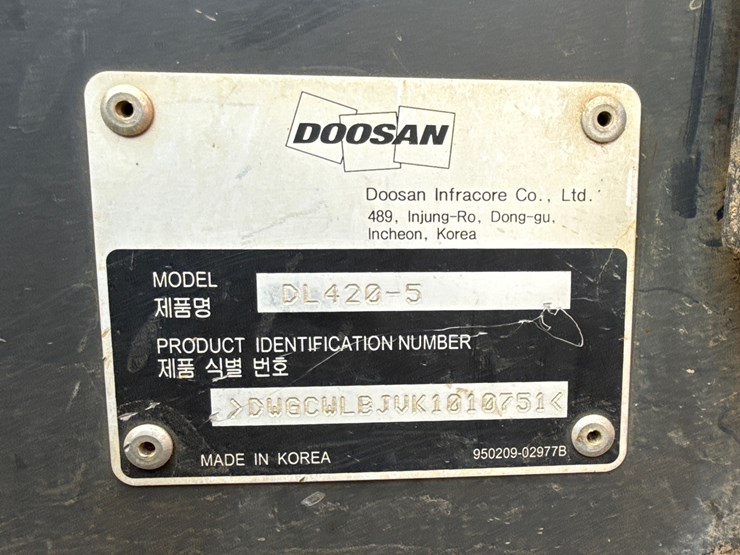 DOOSAN
Doosan Infracore Co., Ltd.
489, Injung-Ro, Dong-gu,
Incheon, Korea
MODEL DL420-5
제품명
PRODUCT IDENTIFICATION NUMBER
제품 식별 번호
>DWGCWLBJVK1010751<
MADE IN KOREA 950209-02977B